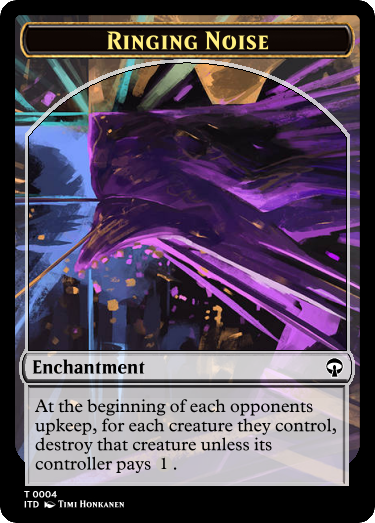 RINGING NOISE
Enchantment
At the beginning of each opponents
upkeep, for each creature they control,
destroy that creature unless its
controller pays 1 .
T 0004
ITD TIMI HONKANEN